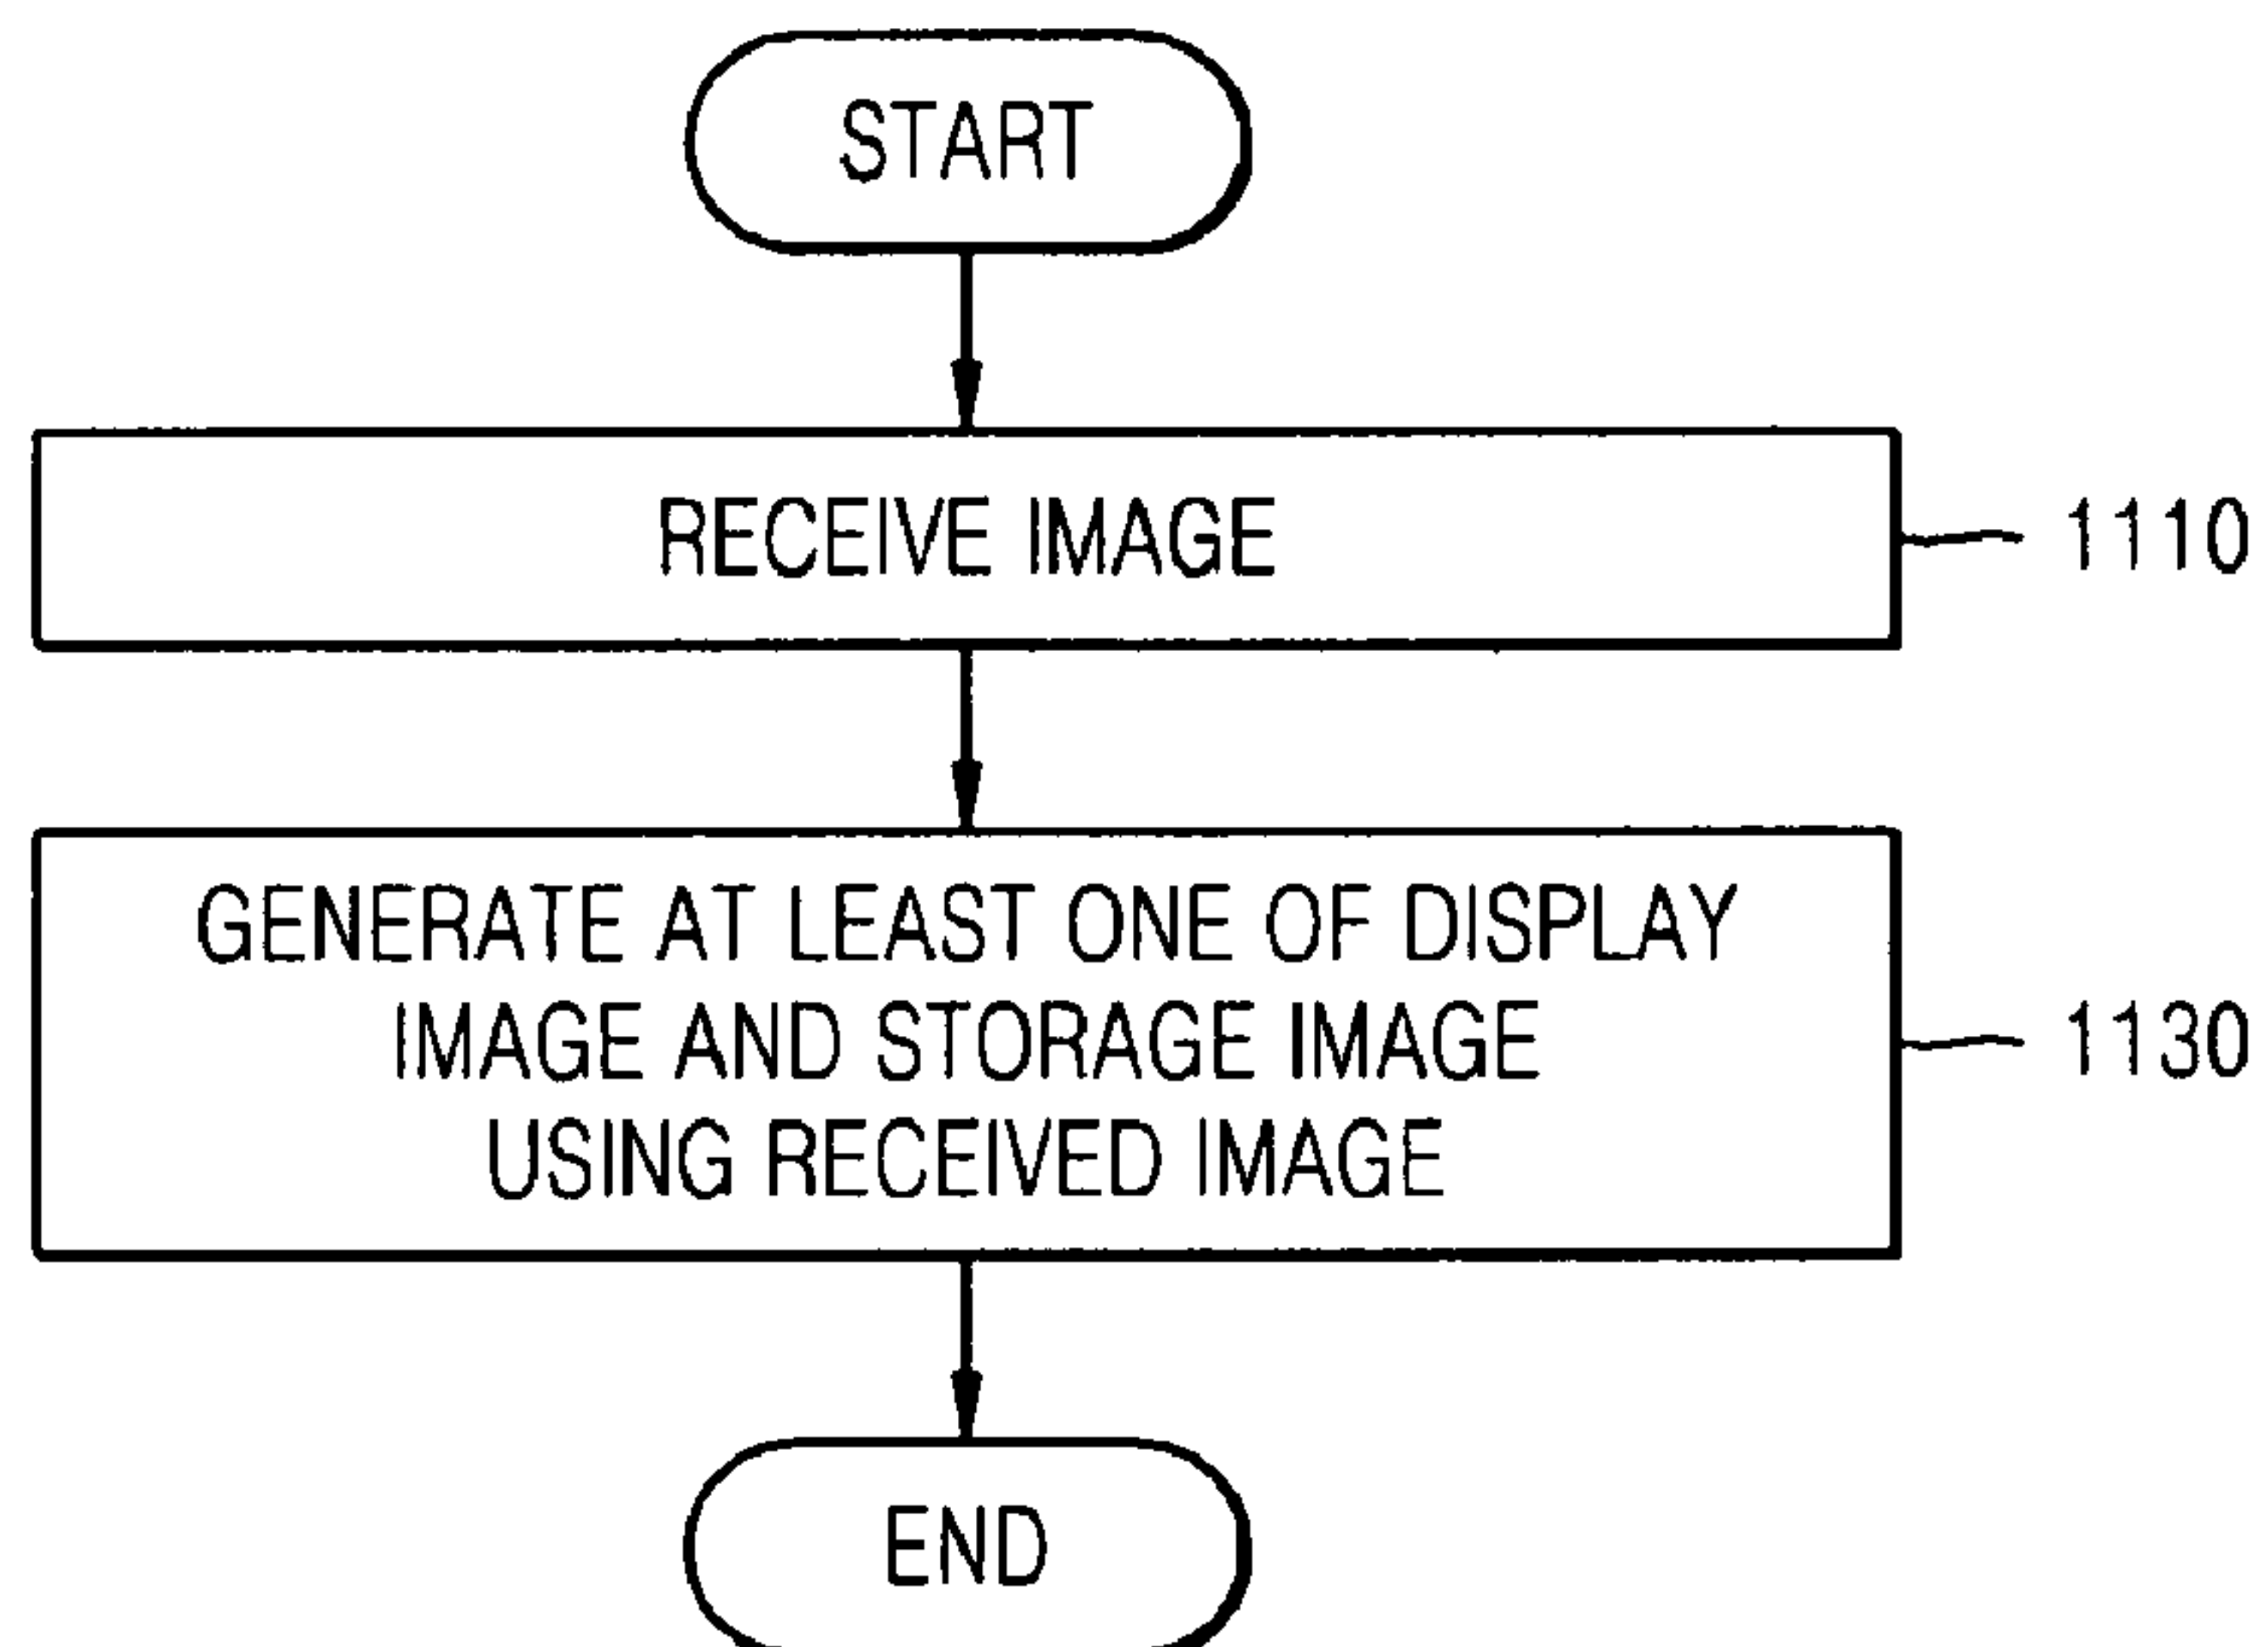 START
RECEIVE IMAGE
1110
GENERATE AT LEAST ONE OF DISPLAY
IMAGE AND STORAGE IMAGE
USING RECEIVED IMAGE
1130
END